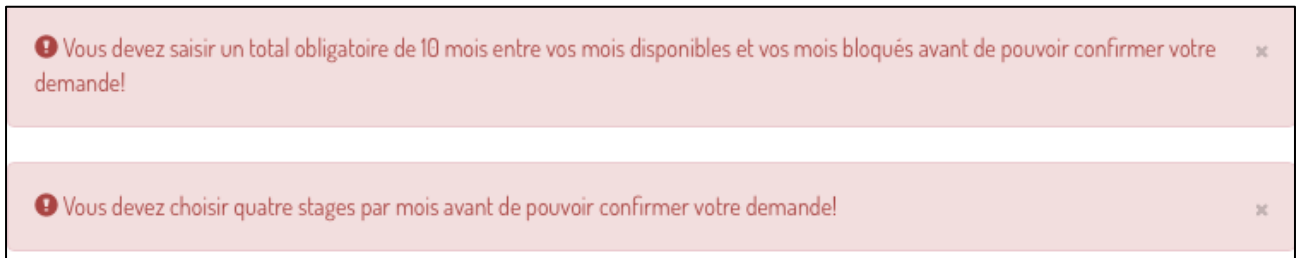 Vous devez saisir un total obligatoire de 10 mois entre vos mois disponibles et vos mois bloqués avant de pouvoir confirmer votre
demande!
Vous devez choisir quatre stages par mois avant de pouvoir confirmer votre demande!